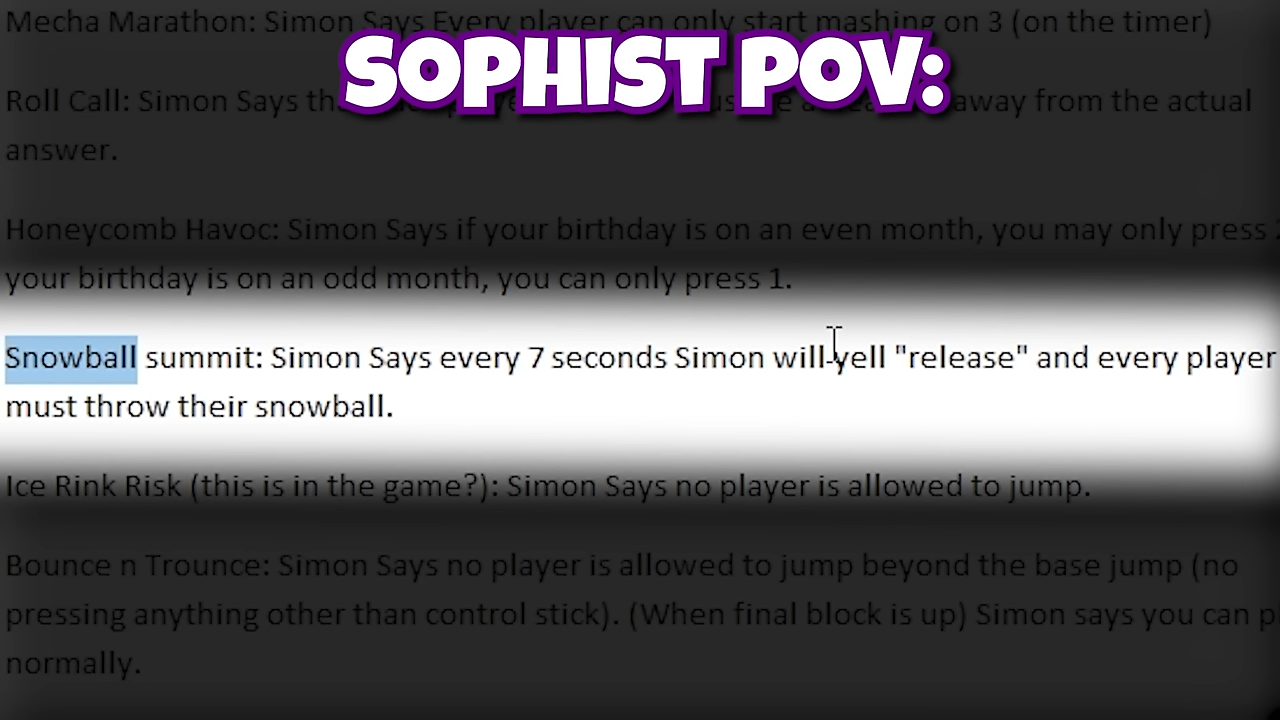 Mecha Marathon: Simon Says Every player can only start mashing on 3 (on the timer)
SOPHIST POV:
Roll Call: Simon Says away from the actual
answer.
Honeycomb Havoc: Simon Says if your birthday is on an even month, you may only press
your birthday is on an odd month, you can only press 1.
Snowball summit: Simon Says every 7 seconds Simon will yell "release" and every player
must throw their snowball.
Ice Rink Risk (this is in the game?): Simon Says no player is allowed to jump.
Bounce n Trounce: Simon Says no player is allowed to jump beyond the base jump (no
pressing anything other than control stick). (When final block is up) Simon says you can
normally.